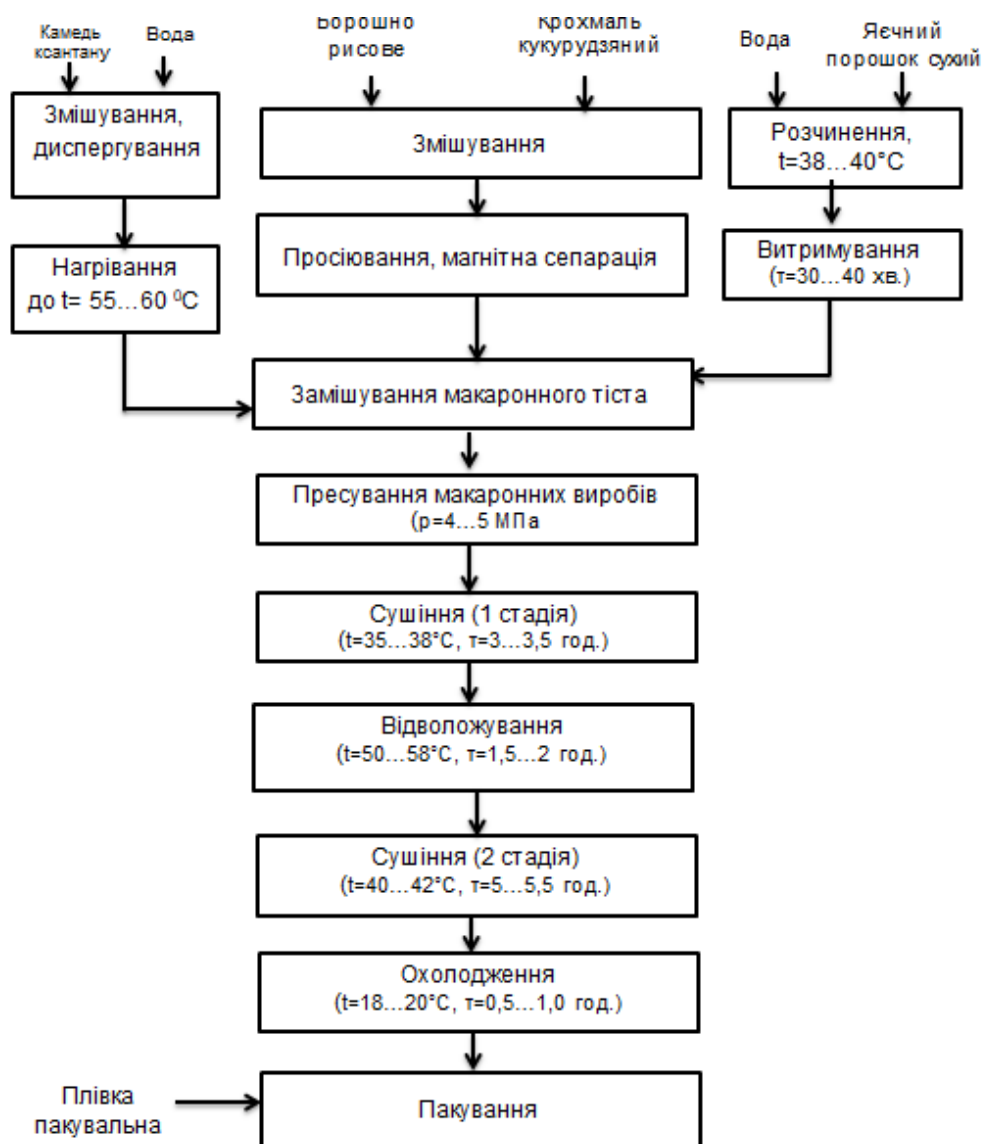 Камедь
ксантану
Вода
Борошно
рисове
Крохмаль
кукурудзяний
Вода
Яєчний
порошок сухий
Змішування,
диспергування
Змішування
Розчинення,
t=38...40°C
Нагрівання
до t= 55...60 ⁰C
Просіювання, магнітна сепарація
Витримування
(τ=30...40 хв.)
Замішування макаронного тіста
Пресування макаронних виробів
(p=4...5 МПа
Сушіння (1 стадія)
(t=35...38°C, τ=3...3,5 год.)
Відволожування
(t=50...58°C, τ=1,5...2 год.)
Сушіння (2 стадія)
(t=40...42°C, τ=5...5,5 год.)
Охолодження
(t=18...20°C, τ=0,5...1,0 год.)
Плівка
пакувальна
Пакування